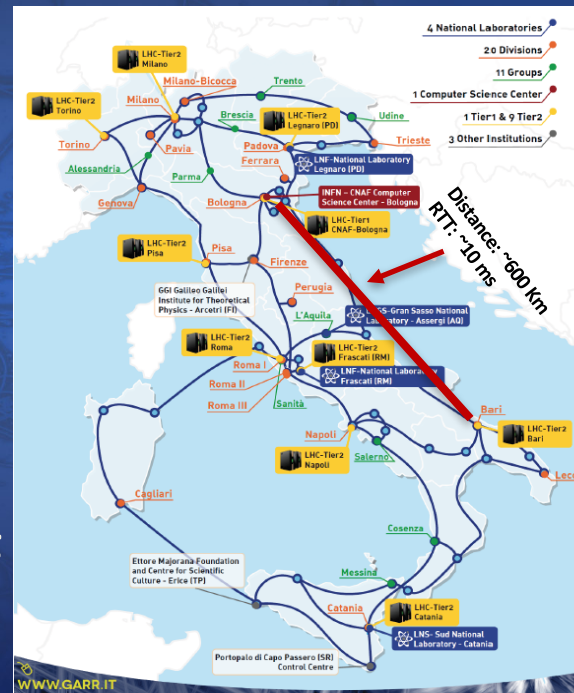 4 National Laboratories
20 Divisions
11 Groups
1 Computer Science Center
1 Tier1 & 9 Tier2
3 Other Institutions
LHC-Tier2
Milano
Milano-Bicocca
Trento
LHC-Tier2
Torino
Milano
Brescia
LHC-Tier2
Legnaro (PD)
Udine
Torino
Pavia
Padova
Trieste
Alessandria
Ferrara
LNF-National Laboratory
Legnaro (PD)
Parma
Genova
Bologna
INFN - CNAF Computer
Science Center - Bologna
LHC-Tier1
CNAF-Bologna
Distance: ~600 Km
RTT: ~10 ms
LHC-Tier2
Pisa
Pisa
Firenze
GGI Galileo Galilei
Institute for Theoretical
Physics - Arcetri (FI)
Perugia
L'Aquila
GS-Gran Sasso National
Laboratory - Assergi (AQ)
LHC-Tier2
Roma
LHC-Tier2
Frascati (RM)
Roma I
LNF-National Laboratory
Frascati (RM)
Roma II
Roma III
Sanità
Bari
LHC-Tier2
Bari
Napoli
LHC-Tier2
Napoli
Salerno
Lecc
Cagliari
Cosenza
Ettore Majorana Foundation
and Centre for Scientific
Culture - Erice (TP)
Messina
Catania
LHC-Tier2
Catania
LNS- Sud National
Laboratory - Catania
Portopalo di Capo Passero (SR)
Control Centre
WWW.GARR.IT